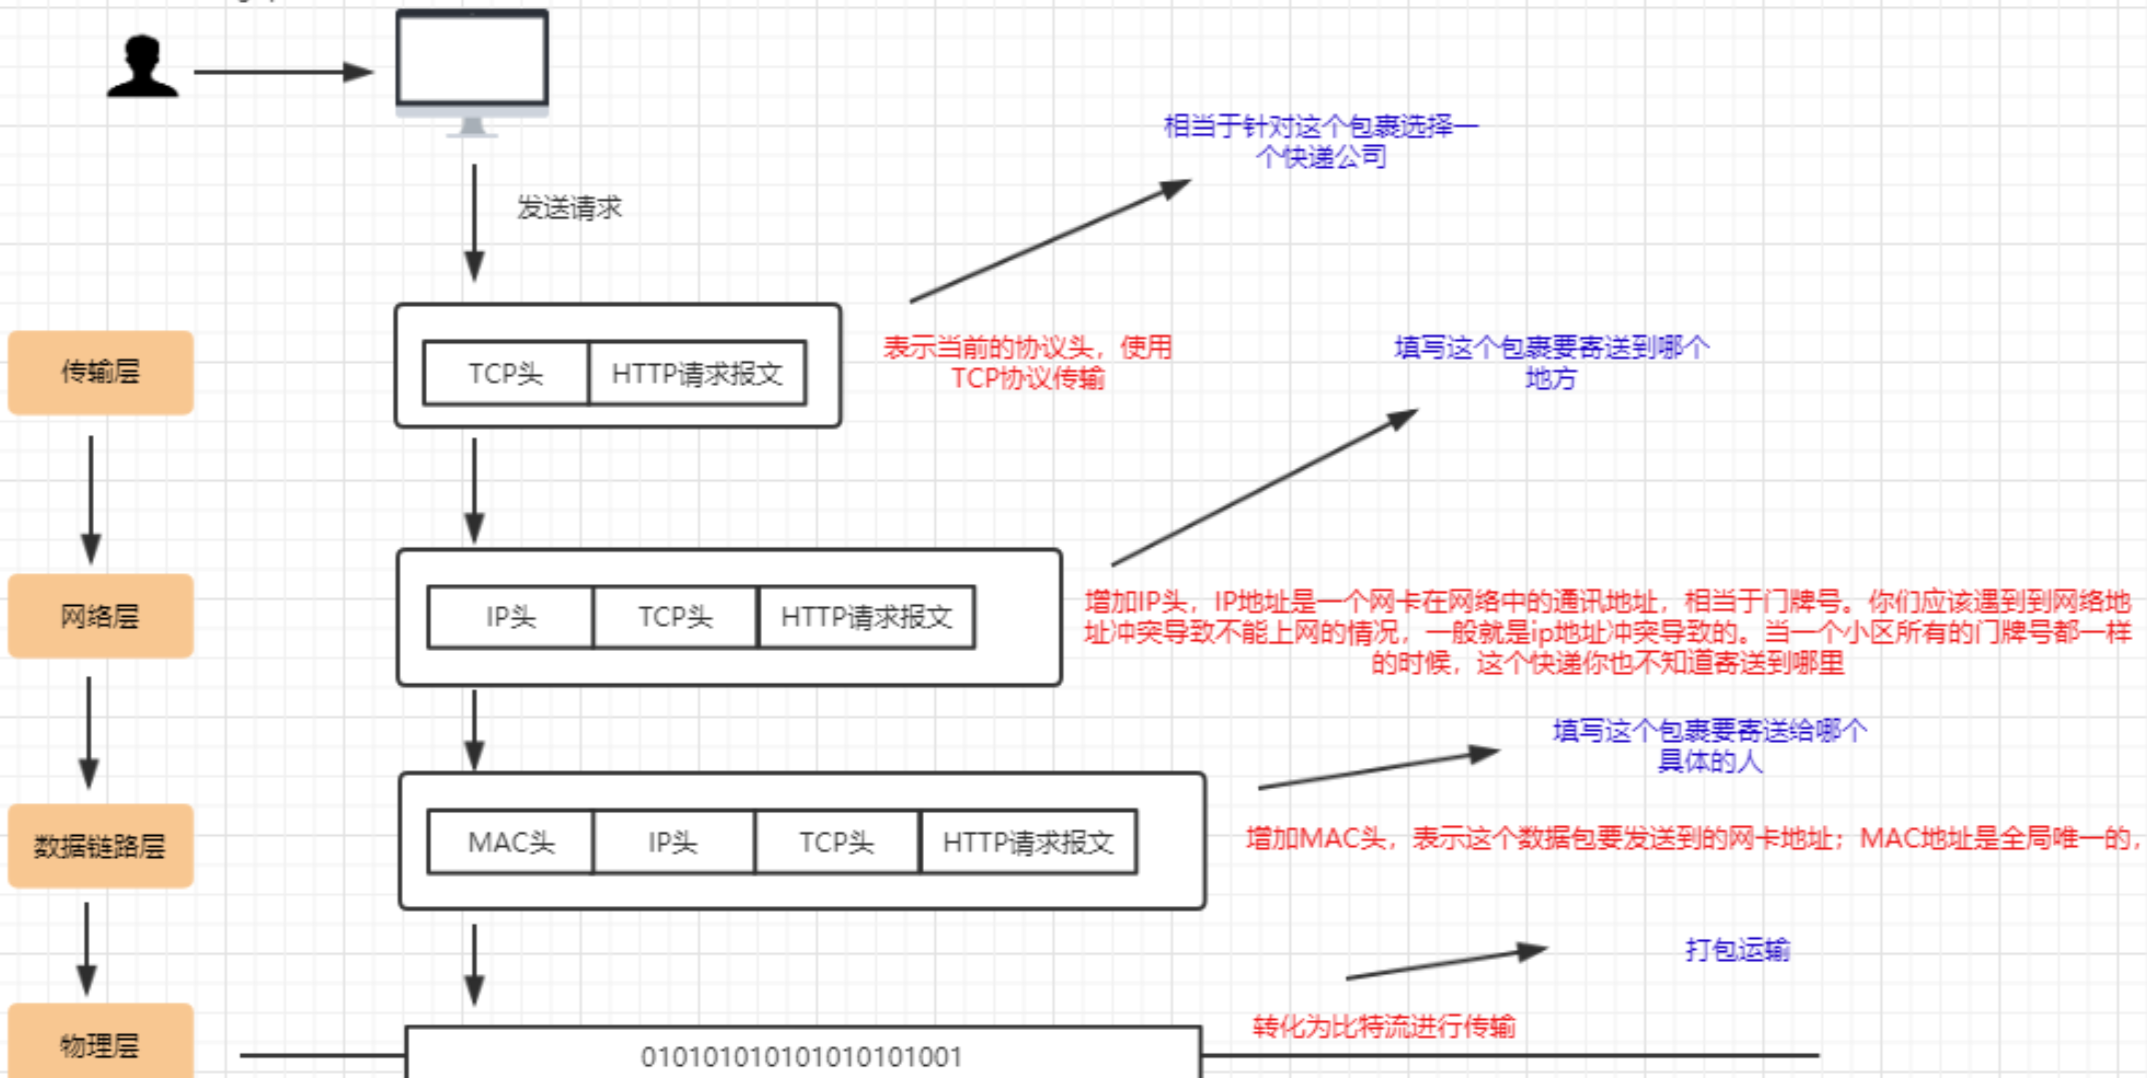 相当于针对这个包裹选择一
个快递公司
发送请求
传输层
TCP头
HTTP请求报文
表示当前的协议头，使用
TCP协议传输
填写这个包裹要寄送到哪个
地方
网络层
IP头
TCP头
HTTP请求报文
增加IP头，IP地址是一个网卡在网络中的通讯地址，相当于门牌号。你们应该遇到到网络地
址冲突导致不能上网的情况，一般就是ip地址冲突导致的。当一个小区所有的门牌号都一样
的时候，这个快递你也不知道寄送到哪里
填写这个包裹要寄送给哪个
具体的人
数据链路层
MAC头
IP头
TCP头
HTTP请求报文
增加MAC头，表示这个数据包要发送到的网卡地址；MAC地址是全局唯一的，
打包运输
转化为比特流进行传输
物理层
010101010101010101001